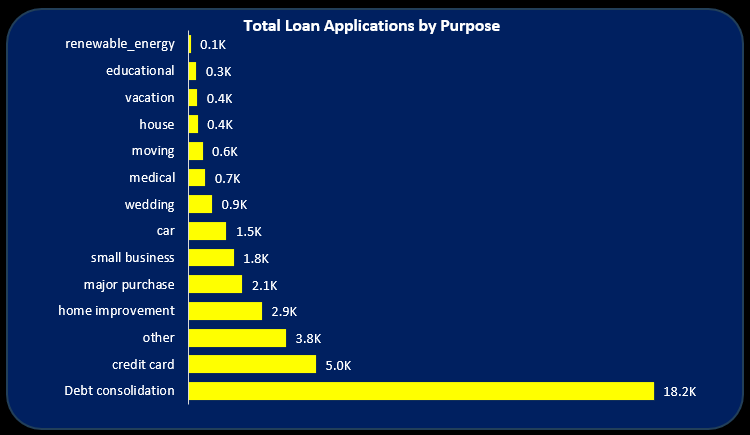 Total Loan Applications by Purpose
renewable_energy 0.1K
educational 0.3K
vacation 0.4K
house 0.4K
moving 0.6K
medical 0.7K
wedding 0.9K
car 1.5K
small business 1.8K
major purchase 2.1K
home improvement 2.9K
other 3.8K
credit card 5.0K
Debt consolidation 18.2K